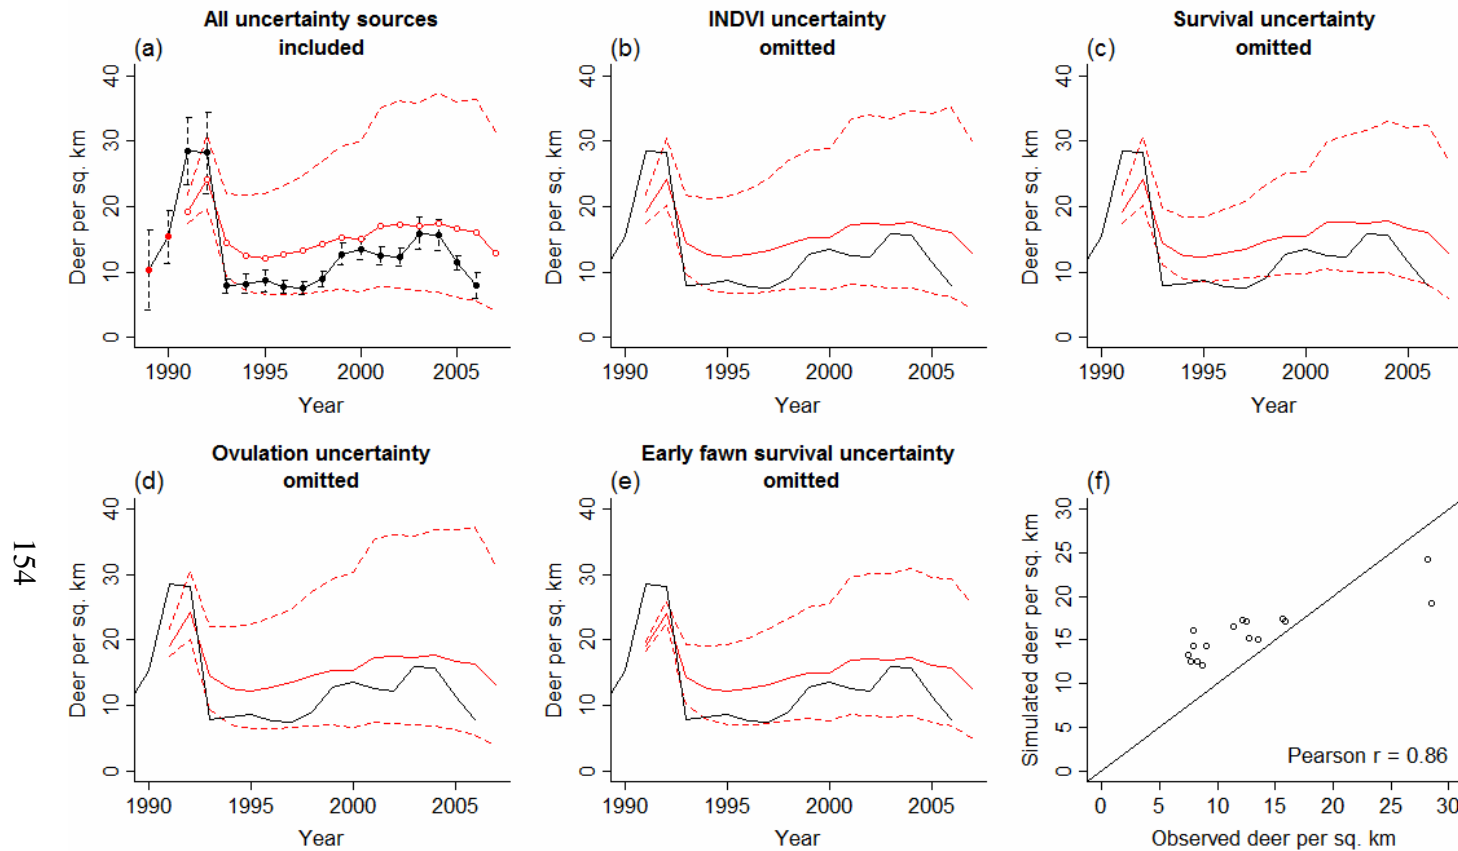 All uncertainty sources
included
(a)
Deer per sq. km
40
30
20
10
0
1990 1995 2000 2005
Year
INDVI uncertainty
omitted
(b)
Deer per sq. km
40
30
20
10
0
1990 1995 2000 2005
Year
Survival uncertainty
omitted
(c)
Deer per sq. km
40
30
20
10
0
1990 1995 2000 2005
Year
Ovulation uncertainty
omitted
(d)
Deer per sq. km
40
30
20
10
0
1990 1995 2000 2005
Year
Early fawn survival uncertainty
omitted
(e)
Deer per sq. km
40
30
20
10
0
1990 1995 2000 2005
Year
(f)
Simulated deer per sq. km
30
25
20
15
10
5
0
Pearson r = 0.86
0 5 10 15 20 25 30
Observed deer per sq. km
154